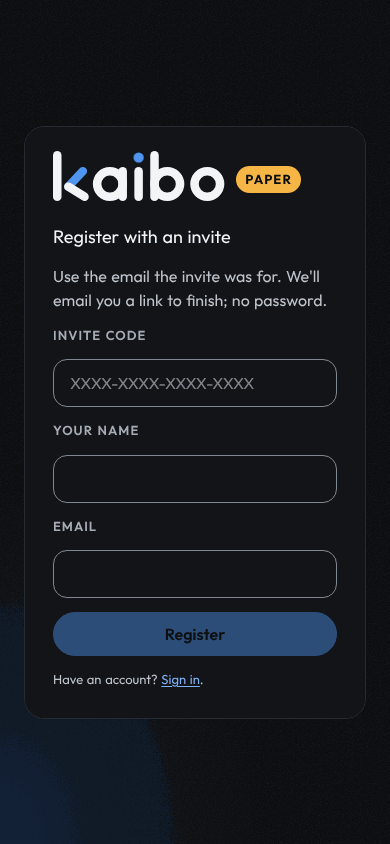 kaibo PAPER
Register with an invite
Use the email the invite was for. We'll
email you a link to finish; no password.
INVITE CODE
XXXX-XXXX-XXXX-XXXX
YOUR NAME
EMAIL
Register
Have an account? Sign in.